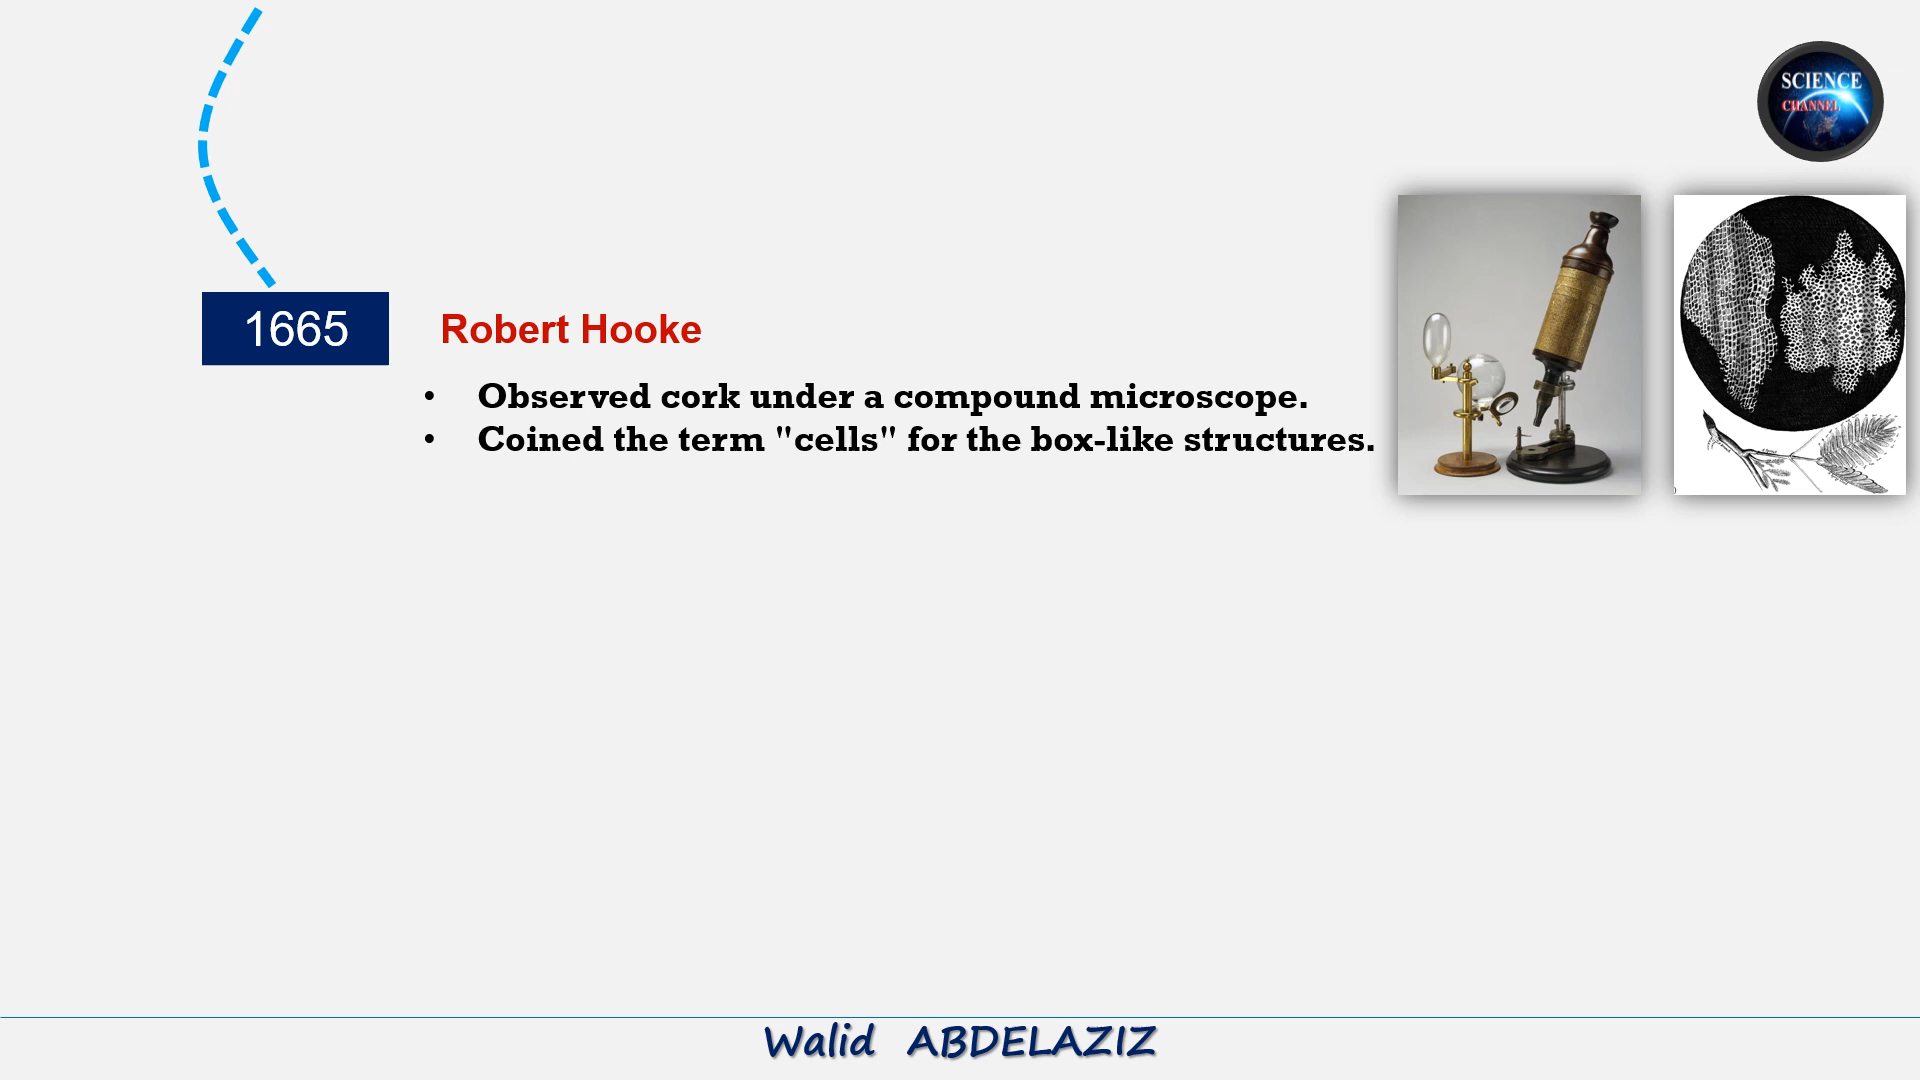 SCIENCE
CHANNEL
1665
Robert Hooke
• Observed cork under a compound microscope.
• Coined the term "cells" for the box-like structures.
Walid ABDELAZIZ